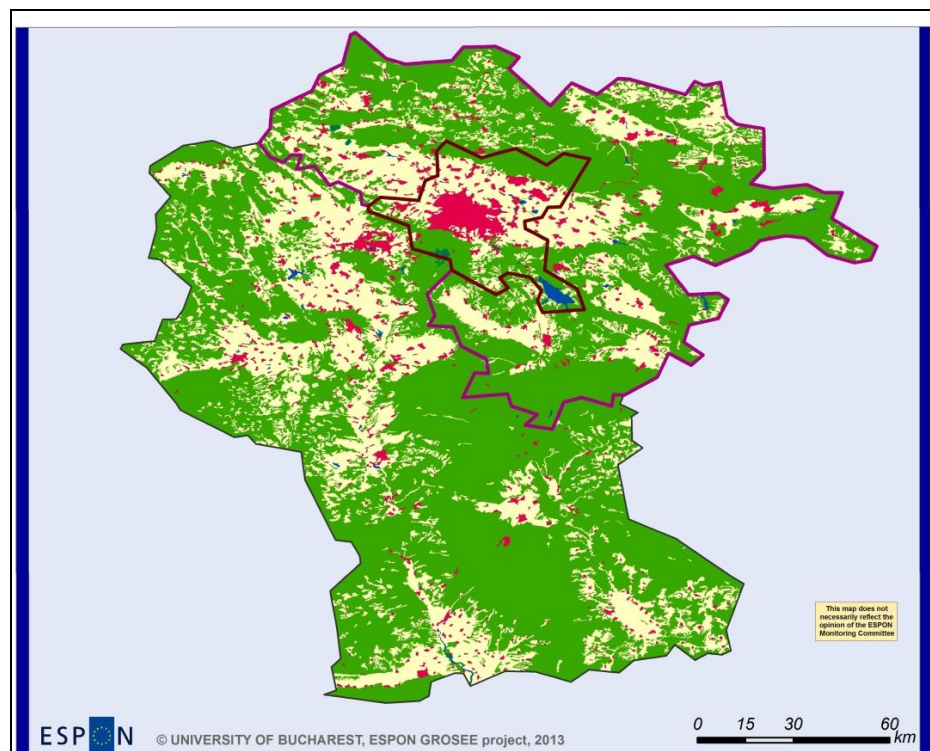 This map does not
necessarily reflect the
opinion of the ESPON
Monitoring Committee
ESPON
© UNIVERSITY OF BUCHAREST, ESPON GROSEE project, 2013
0 15 30 60
km